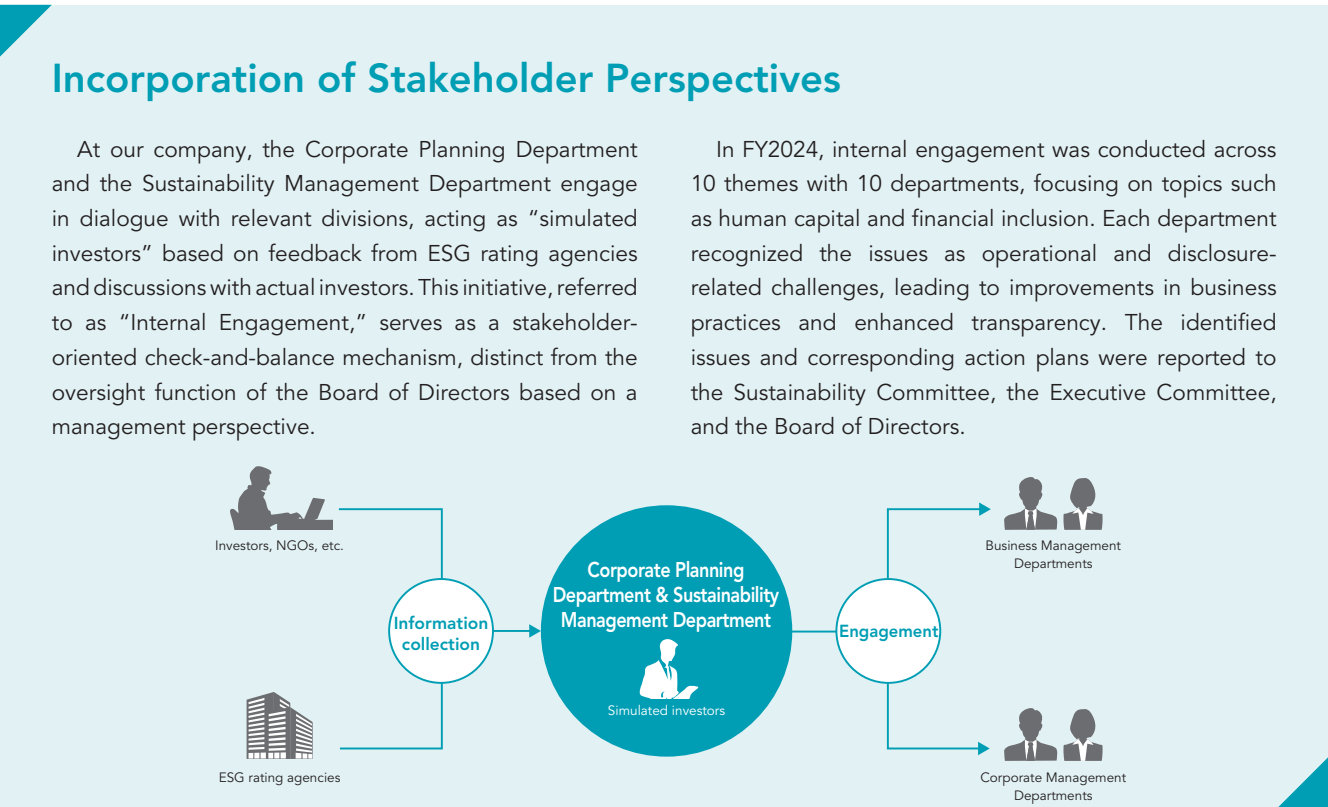 Incorporation of Stakeholder Perspectives
At our company, the Corporate Planning Department
and the Sustainability Management Department engage
in dialogue with relevant divisions, acting as “simulated
investors” based on feedback from ESG rating agencies
and discussions with actual investors. This initiative, referred
to as “Internal Engagement,” serves as a stakeholder-
oriented check-and-balance mechanism, distinct from the
oversight function of the Board of Directors based on a
management perspective.
In FY2024, internal engagement was conducted across
10 themes with 10 departments, focusing on topics such
as human capital and financial inclusion. Each department
recognized the issues as operational and disclosure-
related challenges, leading to improvements in business
practices and enhanced transparency. The identified
issues and corresponding action plans were reported to
the Sustainability Committee, the Executive Committee,
and the Board of Directors.
Investors, NGOs, etc.
ESG rating agencies
Information
collection
Corporate Planning
Department & Sustainability
Management Department
Simulated investors
Engagement
Business Management
Departments
Corporate Management
Departments